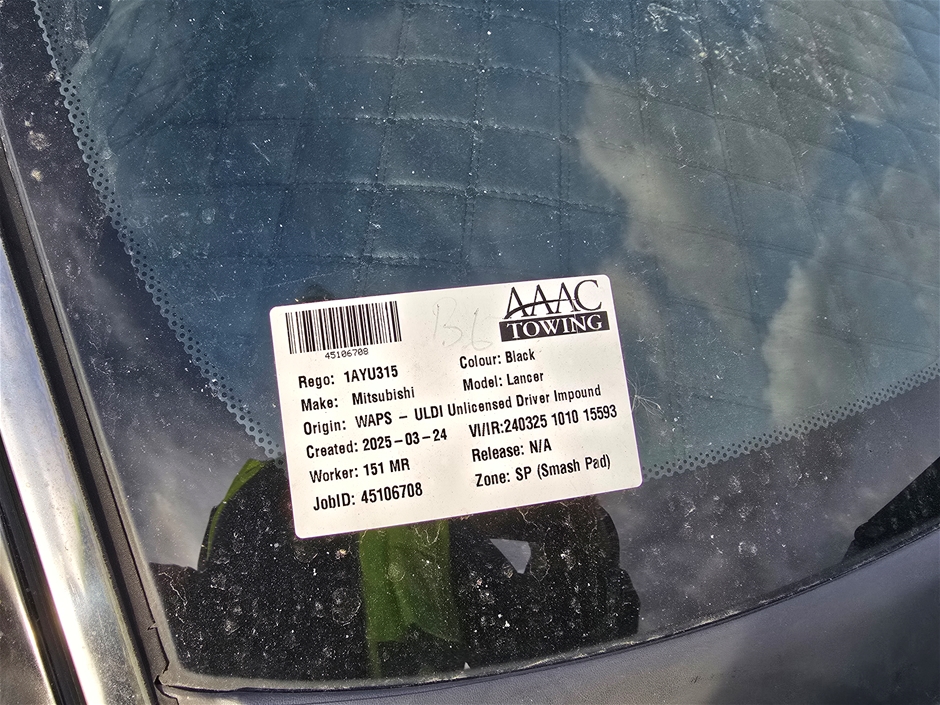 AAAC
TOWING
B6
45106708
Rego: 1AYU315
Colour: Black
Make: Mitsubishi
Model: Lancer
Origin: WAPS - ULDI Unlicensed Driver Impound
Created: 2025-03-24
VI/IR:240325 1010 15593
Worker: 151 MR
Release: N/A
JobID: 45106708
Zone: SP (Smash Pad)